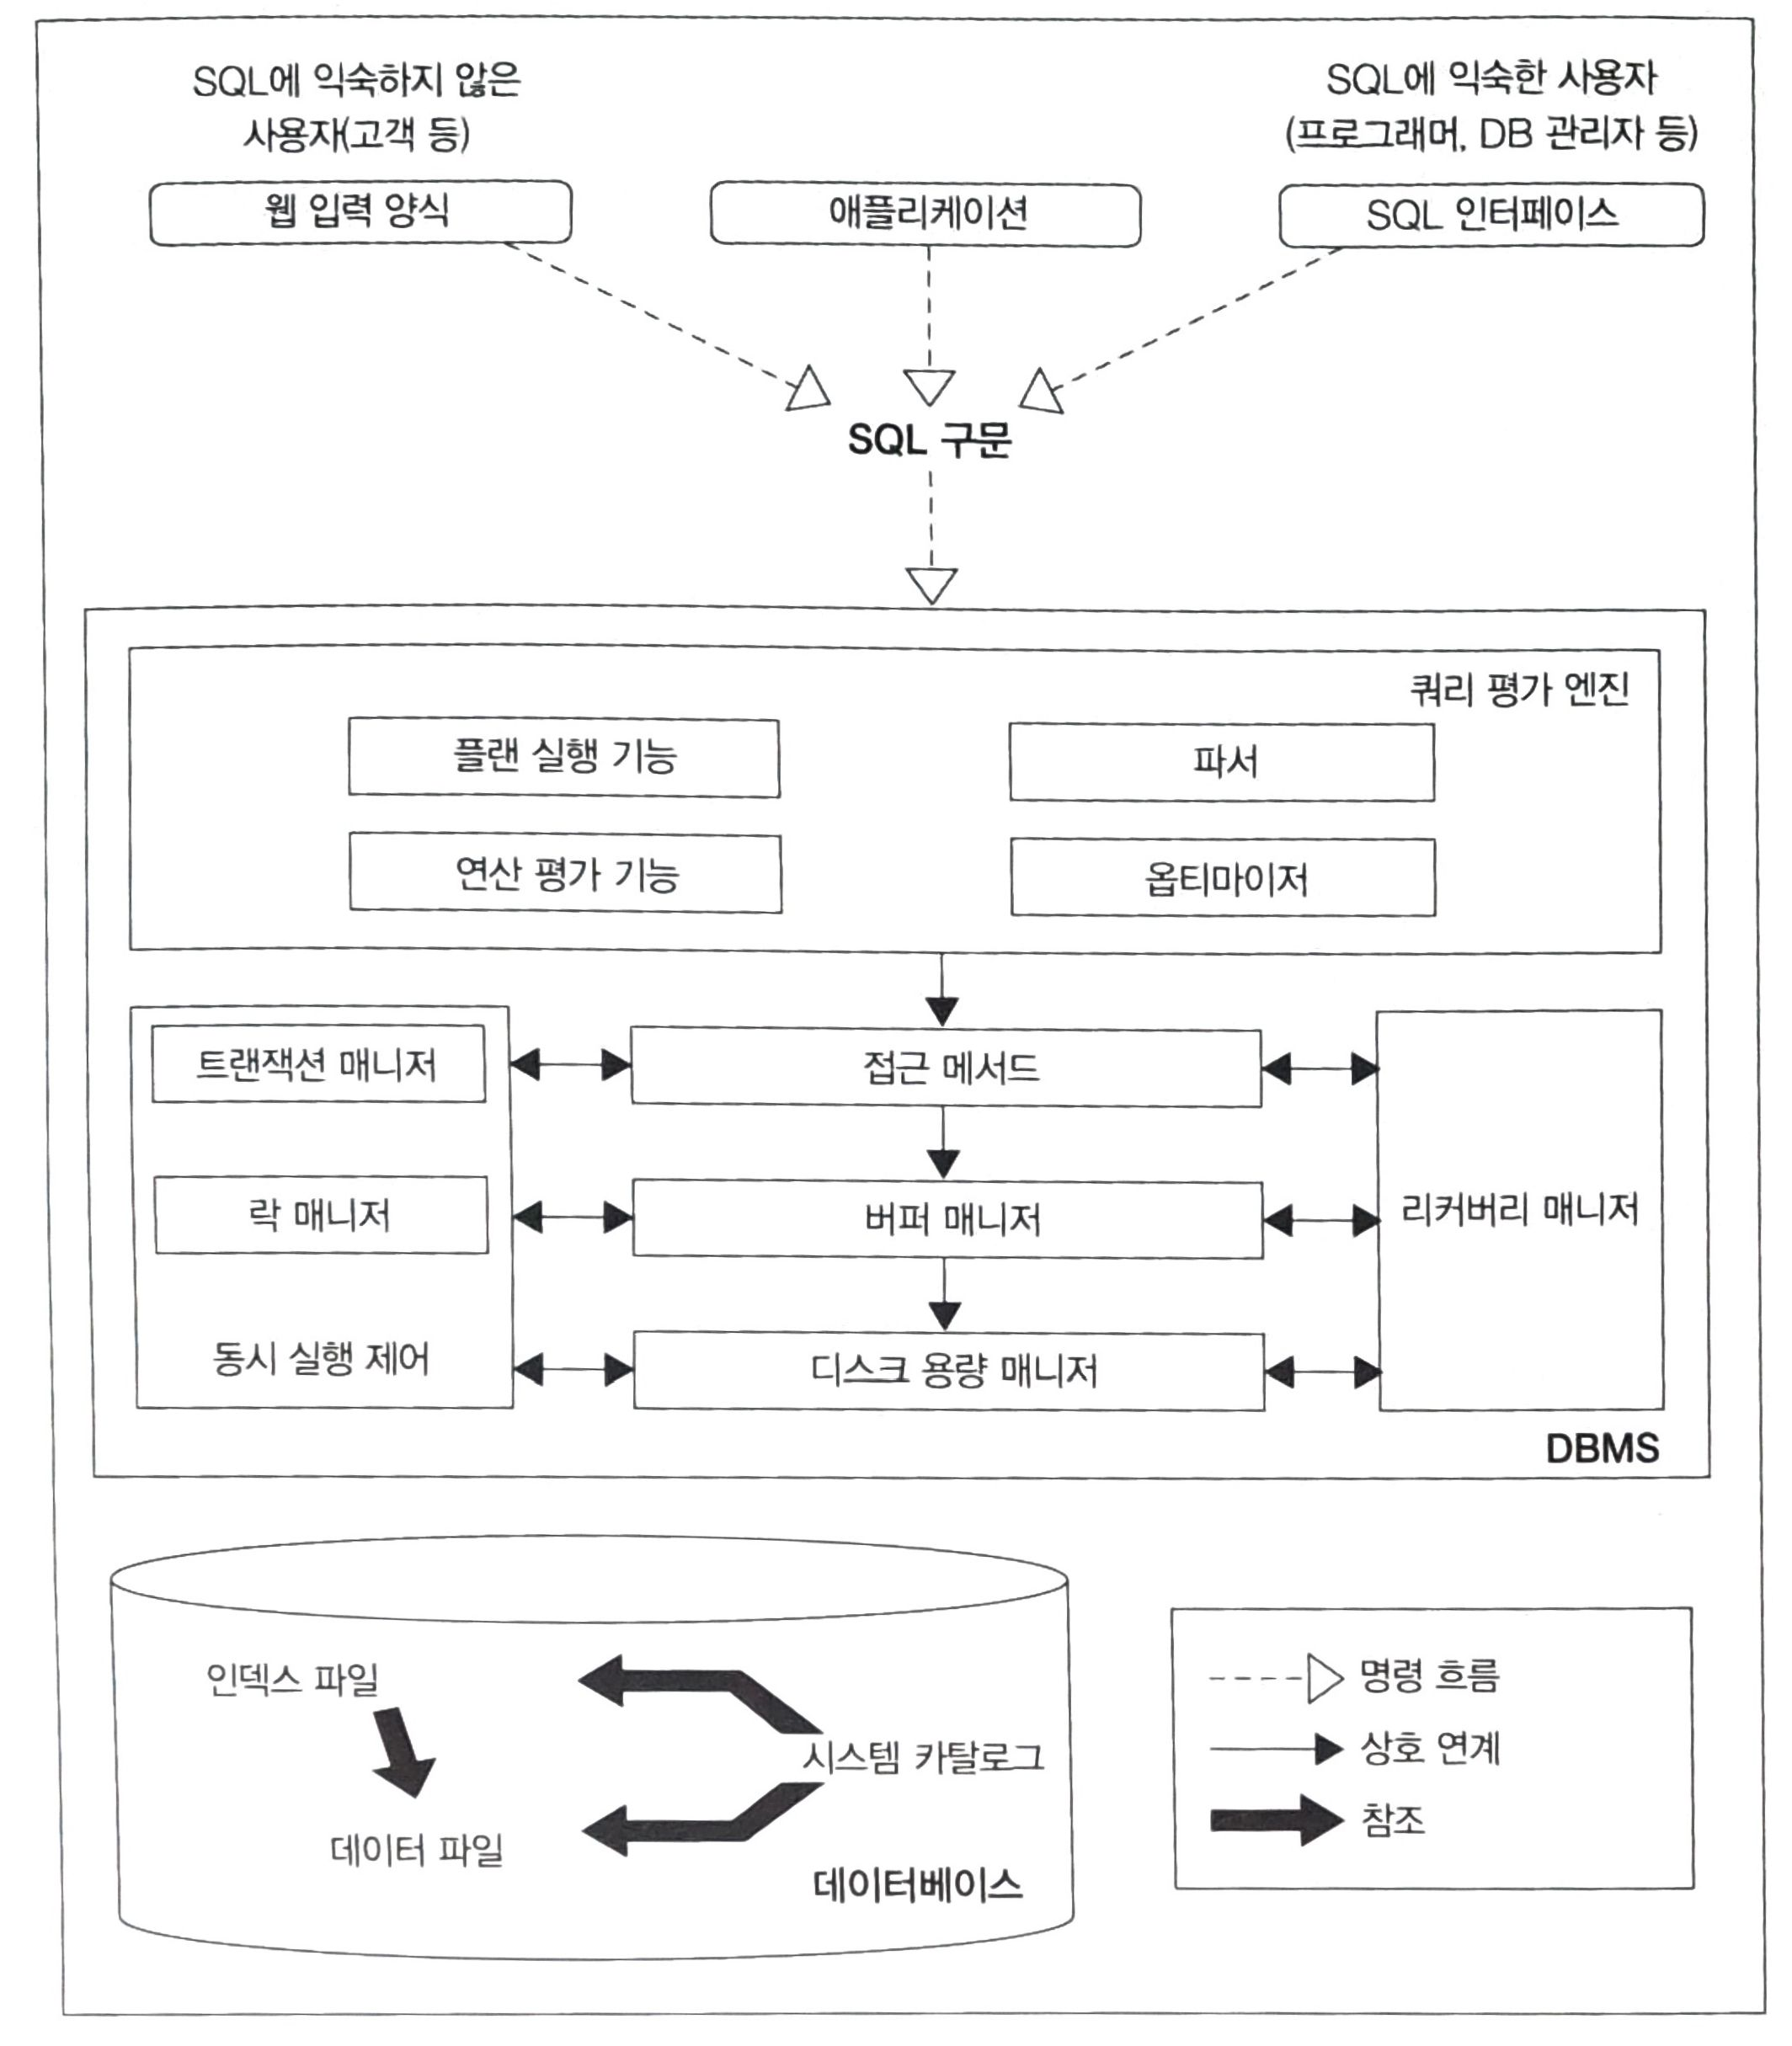 SQL에 익숙하지 않은
사용자(고객 등)
SQL에 익숙한 사용자
(프로그래머, DB 관리자 등)
웹 입력 양식
애플리케이션
SQL 인터페이스
SQL 구문
쿼리 평가 엔진
플랜 실행 기능
파서
연산 평가 기능
옵티마이저
트랜잭션 매니저
접근 메서드
락 매니저
버퍼 매니저
리커버리 매니저
동시 실행 제어
디스크 용량 매니저
DBMS
인덱스 파일
시스템 카탈로그
데이터 파일
데이터베이스
명령 흐름
상호 연계
참조